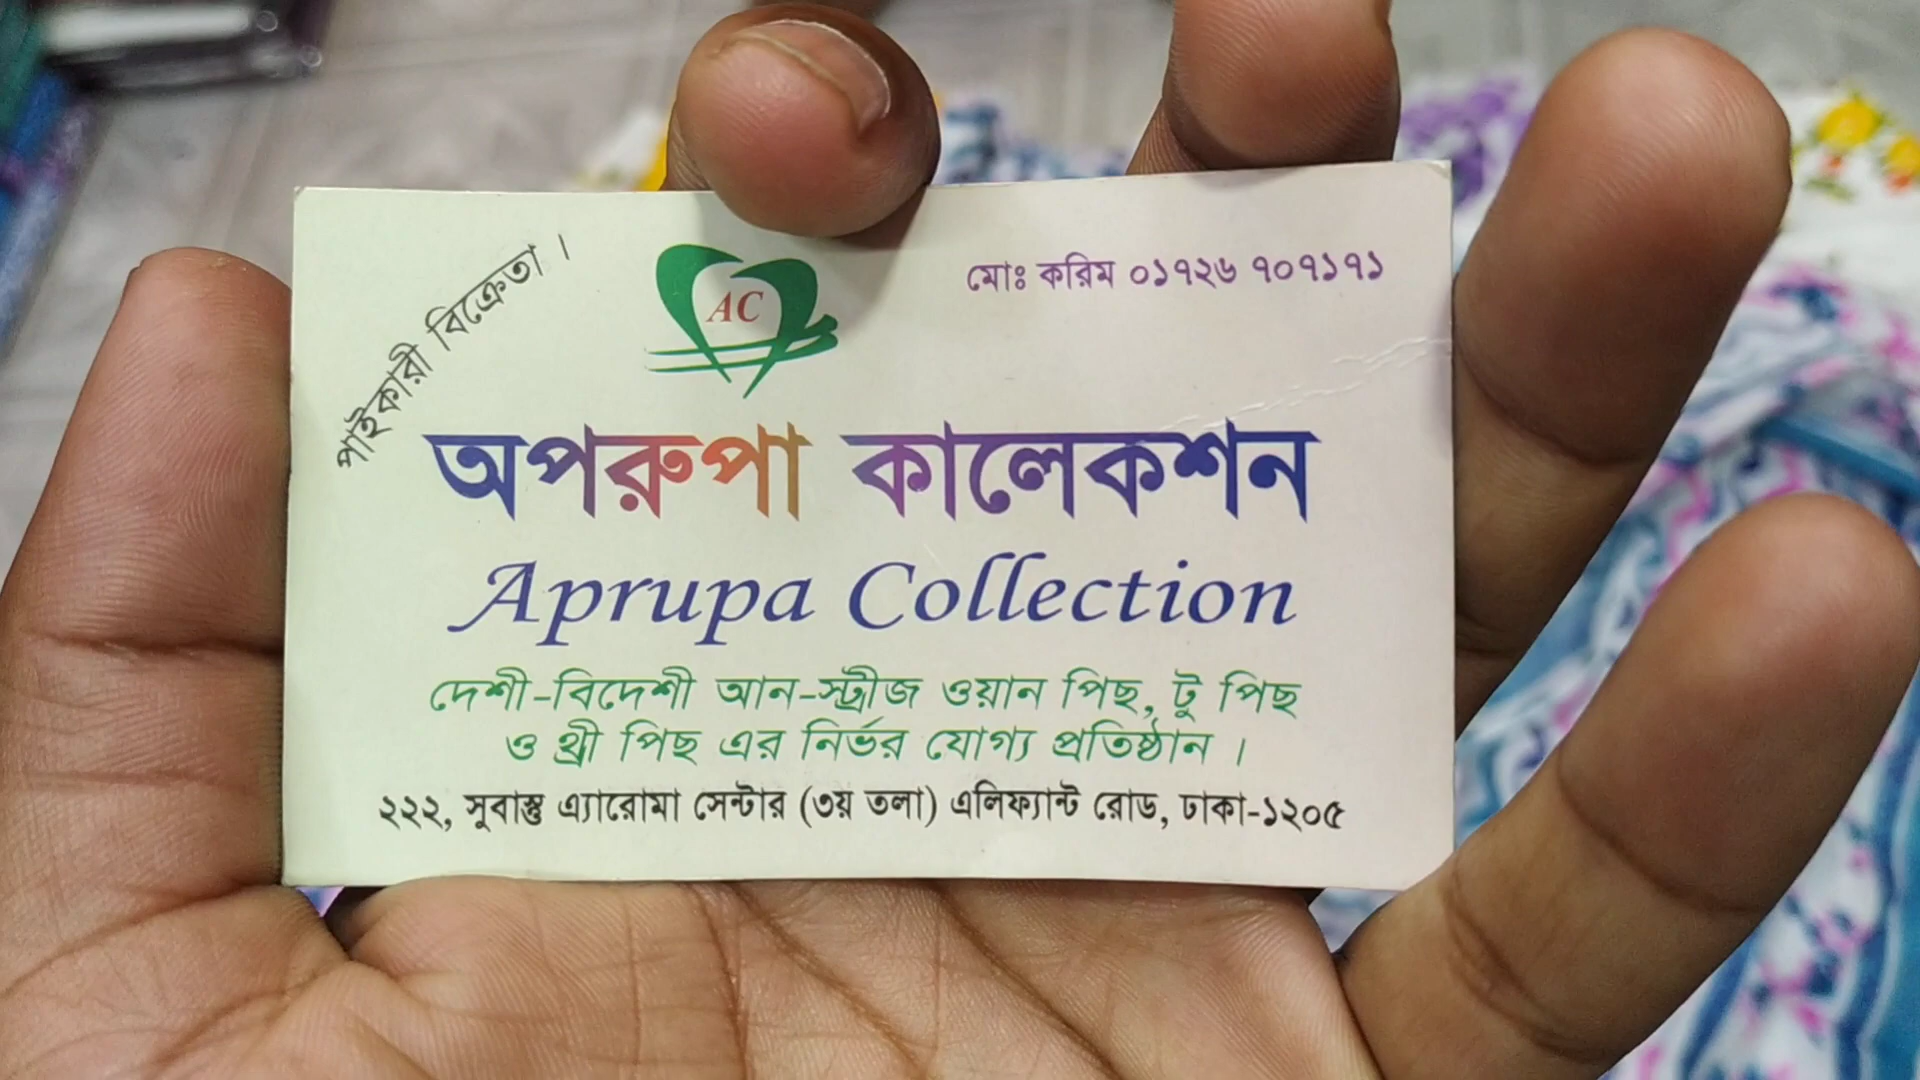 পাইকারী বিক্রেতা।
AC
মোঃ করিম ০১৭২৬ ৭০৭১৭১
অপরুপা কালেকশন
Aprupa Collection
দেশী-বিদেশী আন-স্ট্রীজ ওয়ান পিছ, টু পিছ
ও থ্রী পিছ এর নির্ভর যোগ্য প্রতিষ্ঠান।
২২২, সুবাস্তু এ্যারোমা সেন্টার (৩য় তলা) এলিফ্যান্ট রোড, ঢাকা-১২০৫